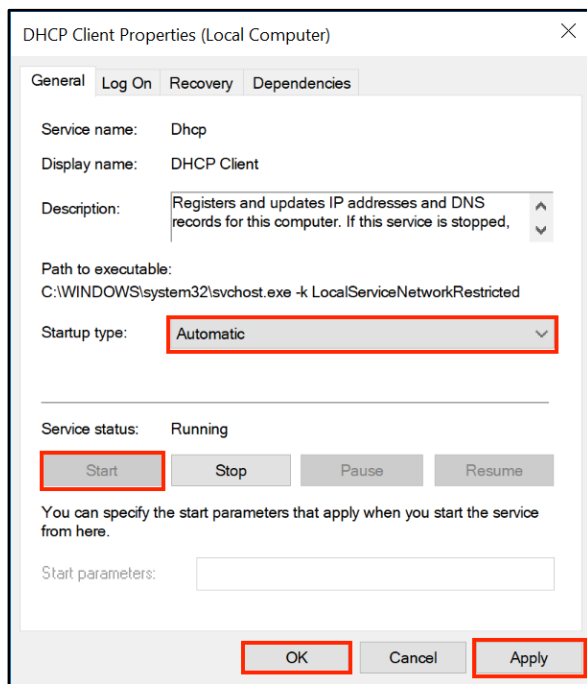 DHCP Client Properties (Local Computer)
General Log On Recovery Dependencies
Service name: Dhcp
Display name: DHCP Client
Description: Registers and updates IP addresses and DNS
records for this computer. If this service is stopped,
Path to executable:
C:\WINDOWS\system32\svchost.exe -k LocalServiceNetworkRestricted
Startup type: Automatic
Service status: Running
Start Stop Pause Resume
You can specify the start parameters that apply when you start the service
from here.
Start parameters:
OK Cancel Apply